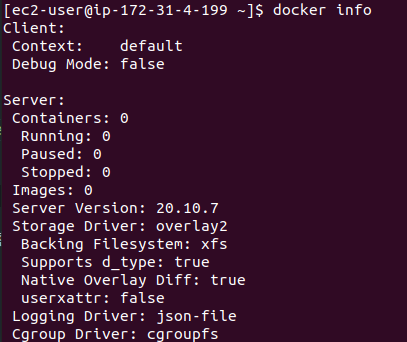 [ec2-user@ip-172-31-4-199 ~]$ docker info
Client:
 Context:    default
 Debug Mode: false

Server:
 Containers: 0
  Running: 0
  Paused: 0
  Stopped: 0
 Images: 0
 Server Version: 20.10.7
 Storage Driver: overlay2
  Backing Filesystem: xfs
  Supports d_type: true
  Native Overlay Diff: true
  userxattr: false
 Logging Driver: json-file
 Cgroup Driver: cgroupfs